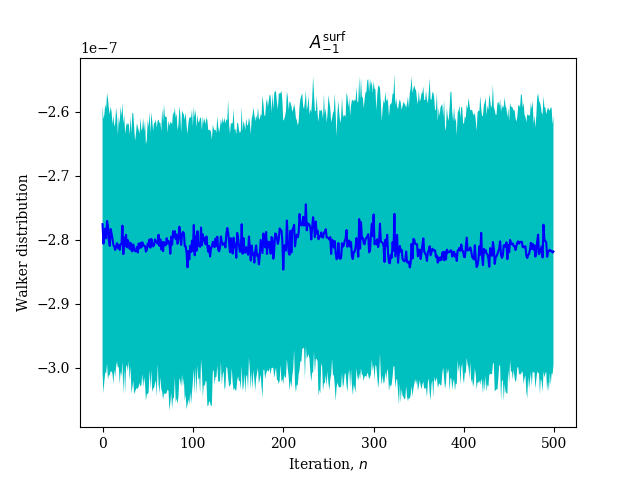 A_{-1}^{surf}
1e−7
−2.6
−2.7
−2.8
−2.9
−3.0
Walker distribution
0 100 200 300 400 500
Iteration, n